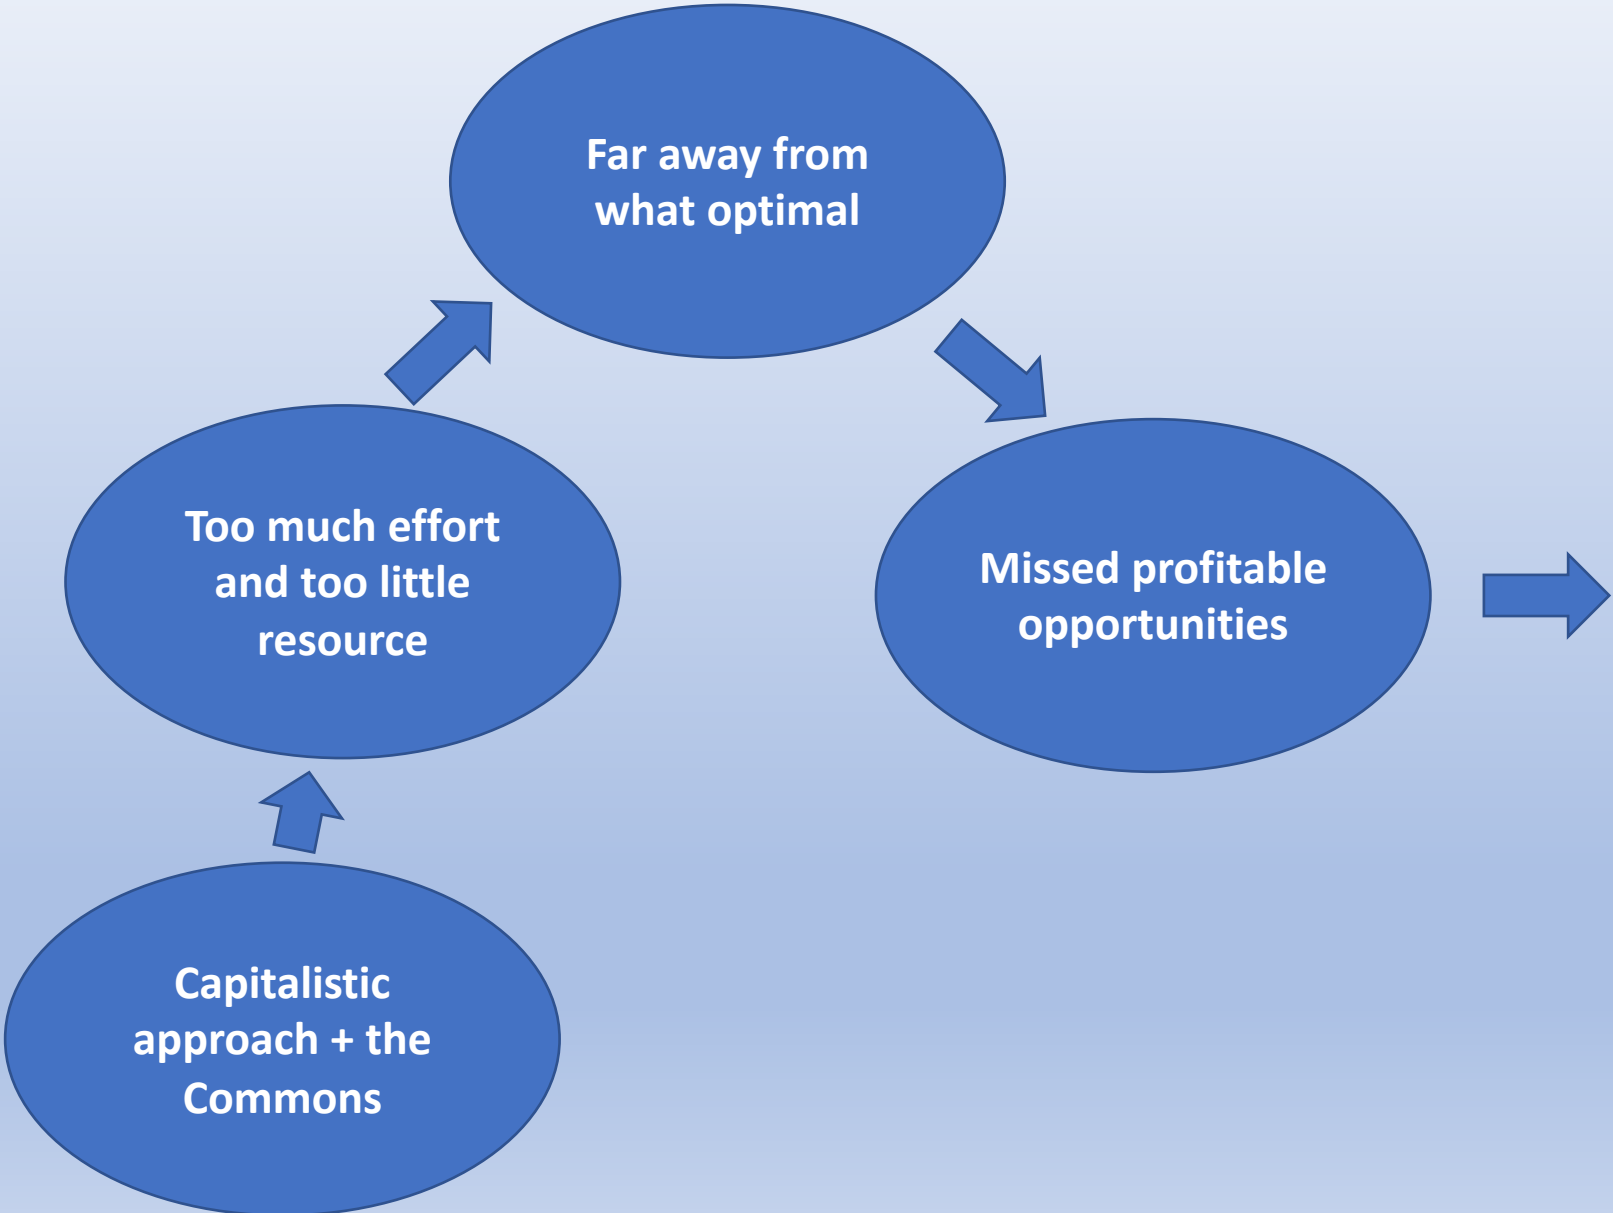 Far away from
what optimal
Too much effort
and too little
resource
Missed profitable
opportunities
Capitalistic
approach + the
Commons